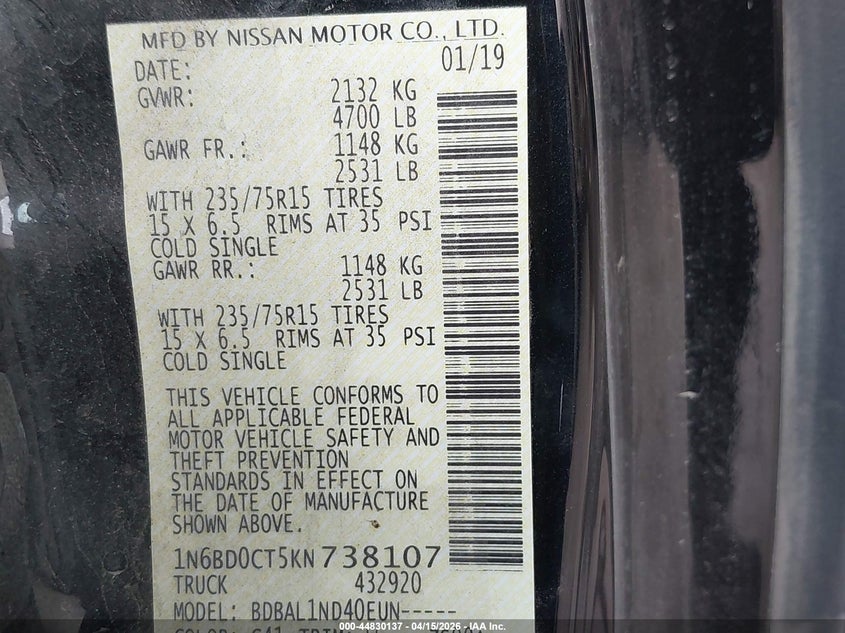 MFD BY NISSAN MOTOR CO., LTD.
DATE: 01/19
GVWR: 2132 KG
4700 LB
GAWR FR.: 1148 KG
2531 LB
WITH 235/75R15 TIRES
15 X 6.5 RIMS AT 35 PSI
COLD SINGLE
GAWR RR.: 1148 KG
2531 LB
WITH 235/75R15 TIRES
15 X 6.5 RIMS AT 35 PSI
COLD SINGLE
THIS VEHICLE CONFORMS TO
ALL APPLICABLE FEDERAL
MOTOR VEHICLE SAFETY AND
THEFT PREVENTION
STANDARDS IN EFFECT ON
THE DATE OF MANUFACTURE
SHOWN ABOVE.
1N6BD0CT5KN738107
TRUCK 432920
MODEL: BDBAL1ND40EUN-----
000-44830137 - 04/15/2026 - IAA Inc.